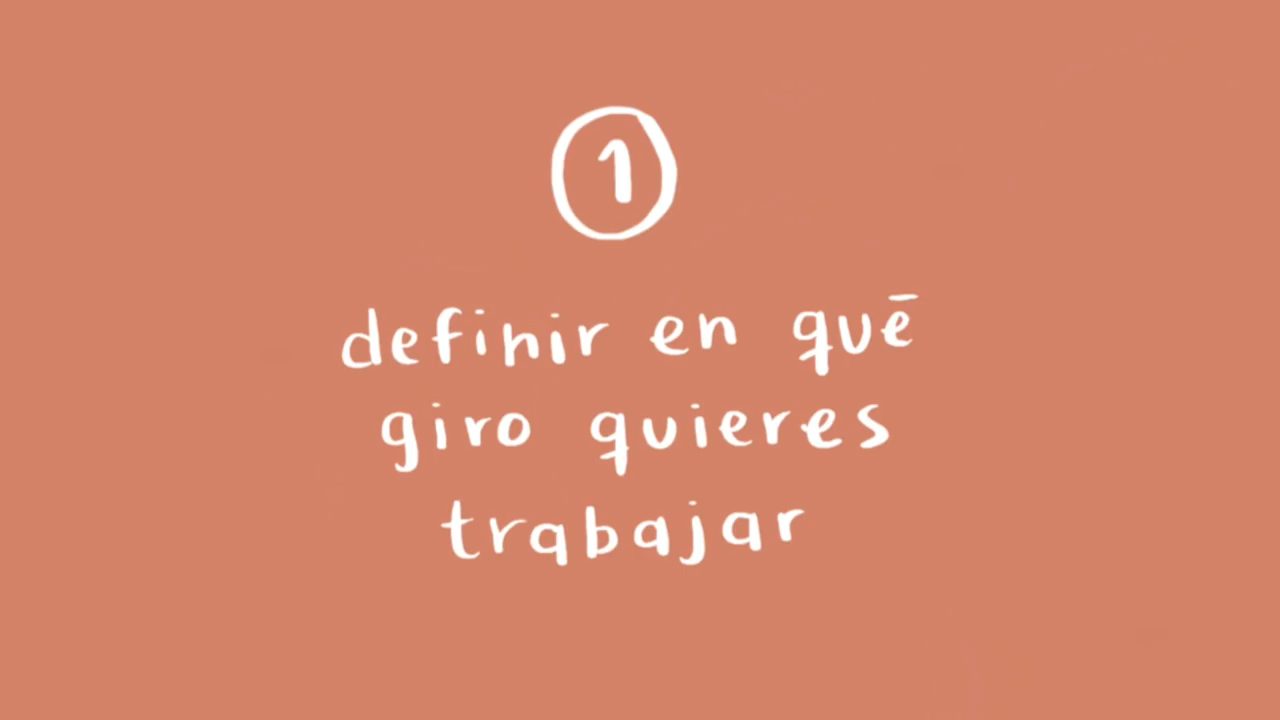 1
definir en qué
giro quieres
trabajar